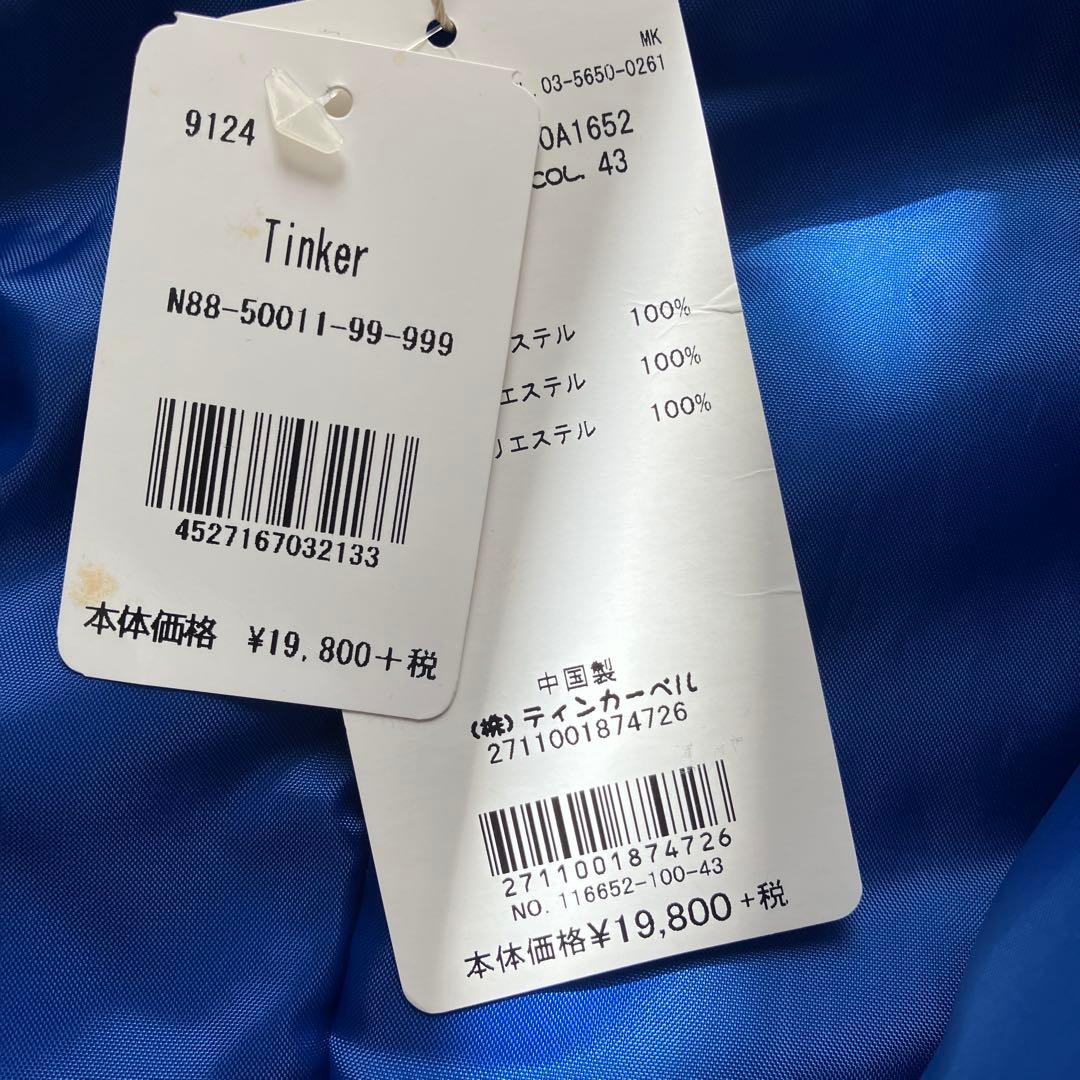 9124
Tinker
N88-50011-99-999
4527167032133
本体価格 ¥19,800+税
MK
03-5650-0261
0A1652
COL. 43
ステル 100%
エステル 100%
リエステル 100%
中国製
(株)ティンカーベル
2711001874726
2711001874726
NO. 116652-100-43
本体価格¥19,800+税